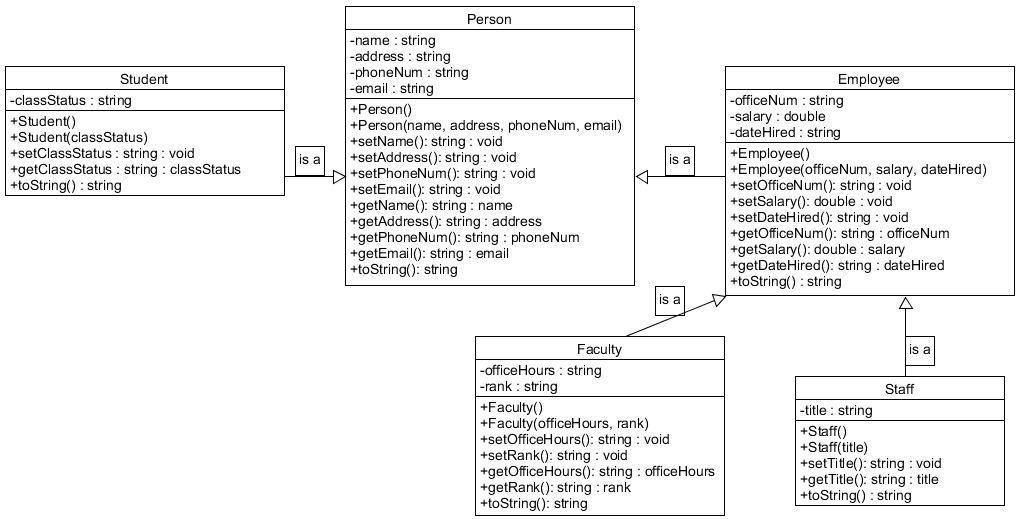 Person
-name : string
-address : string
-phoneNum : string
-email : string
+Person()
+Person(name, address, phoneNum, email)
+setName(): string : void
+setAddress(): string : void
+setPhoneNum(): string : void
+setEmail(): string : void
+getName(): string : name
+getAddress(): string : address
+getPhoneNum(): string : phoneNum
+getEmail(): string : email
+toString(): string
Student
-classStatus : string
+Student()
+Student(classStatus)
+setClassStatus : string : void
+getClassStatus : string : classStatus
+toString() : string
is a
is a
Employee
-officeNum : string
-salary : double
-dateHired : string
+Employee()
+Employee(officeNum, salary, dateHired)
+setOfficeNum(): string : void
+setSalary(): double : void
+setDateHired(): string : void
+getOfficeNum(): string : officeNum
+getSalary(): double : salary
+getDateHired(): string : dateHired
+toString() : string
is a
is a
Faculty
-officeHours : string
-rank : string
+Faculty()
+Faculty(officeHours, rank)
+setOfficeHours(): string : void
+setRank(): string : void
+getOfficeHours(): string : officeHours
+getRank(): string : rank
+toString(): string
Staff
-title : string
+Staff()
+Staff(title)
+setTitle(): string : void
+getTitle(): string : title
+toString() : string